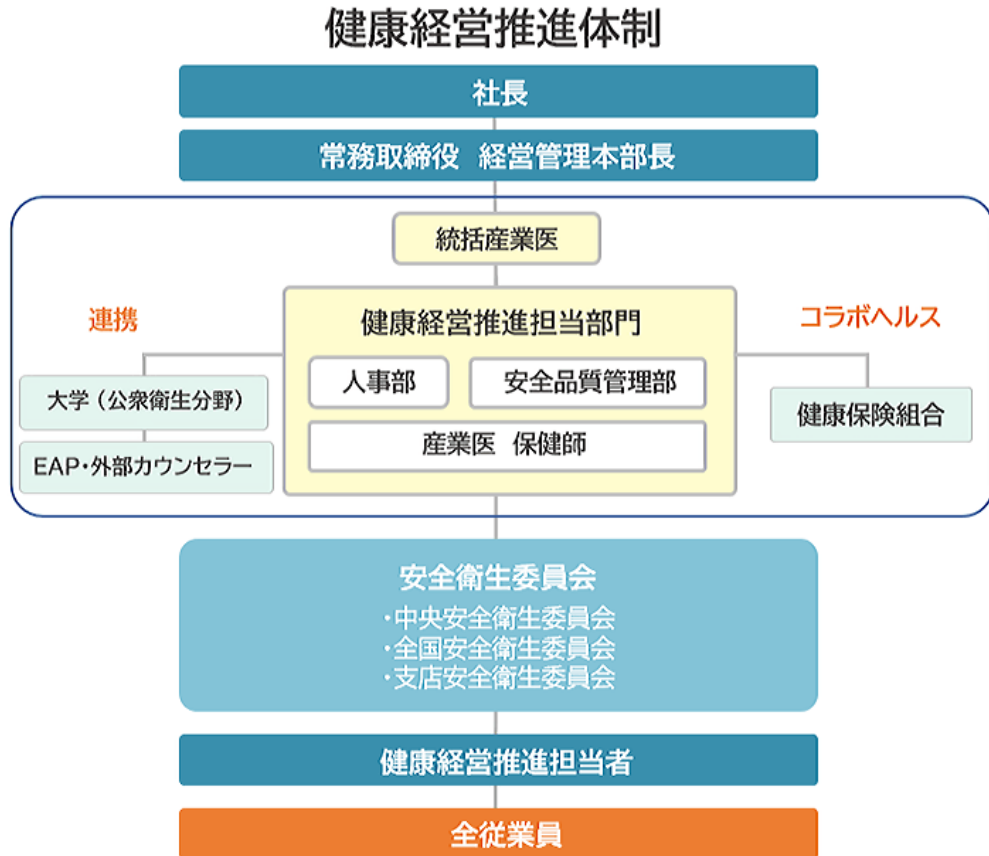 健康経営推進体制
社長
常務取締役 経営管理本部長
統括産業医
連携
コラボヘルス
健康経営推進担当部門
人事部
安全品質管理部
産業医 保健師
大学（公衆衛生分野）
EAP・外部カウンセラー
健康保険組合
安全衛生委員会
・中央安全衛生委員会
・全国安全衛生委員会
・支店安全衛生委員会
健康経営推進担当者
全従業員